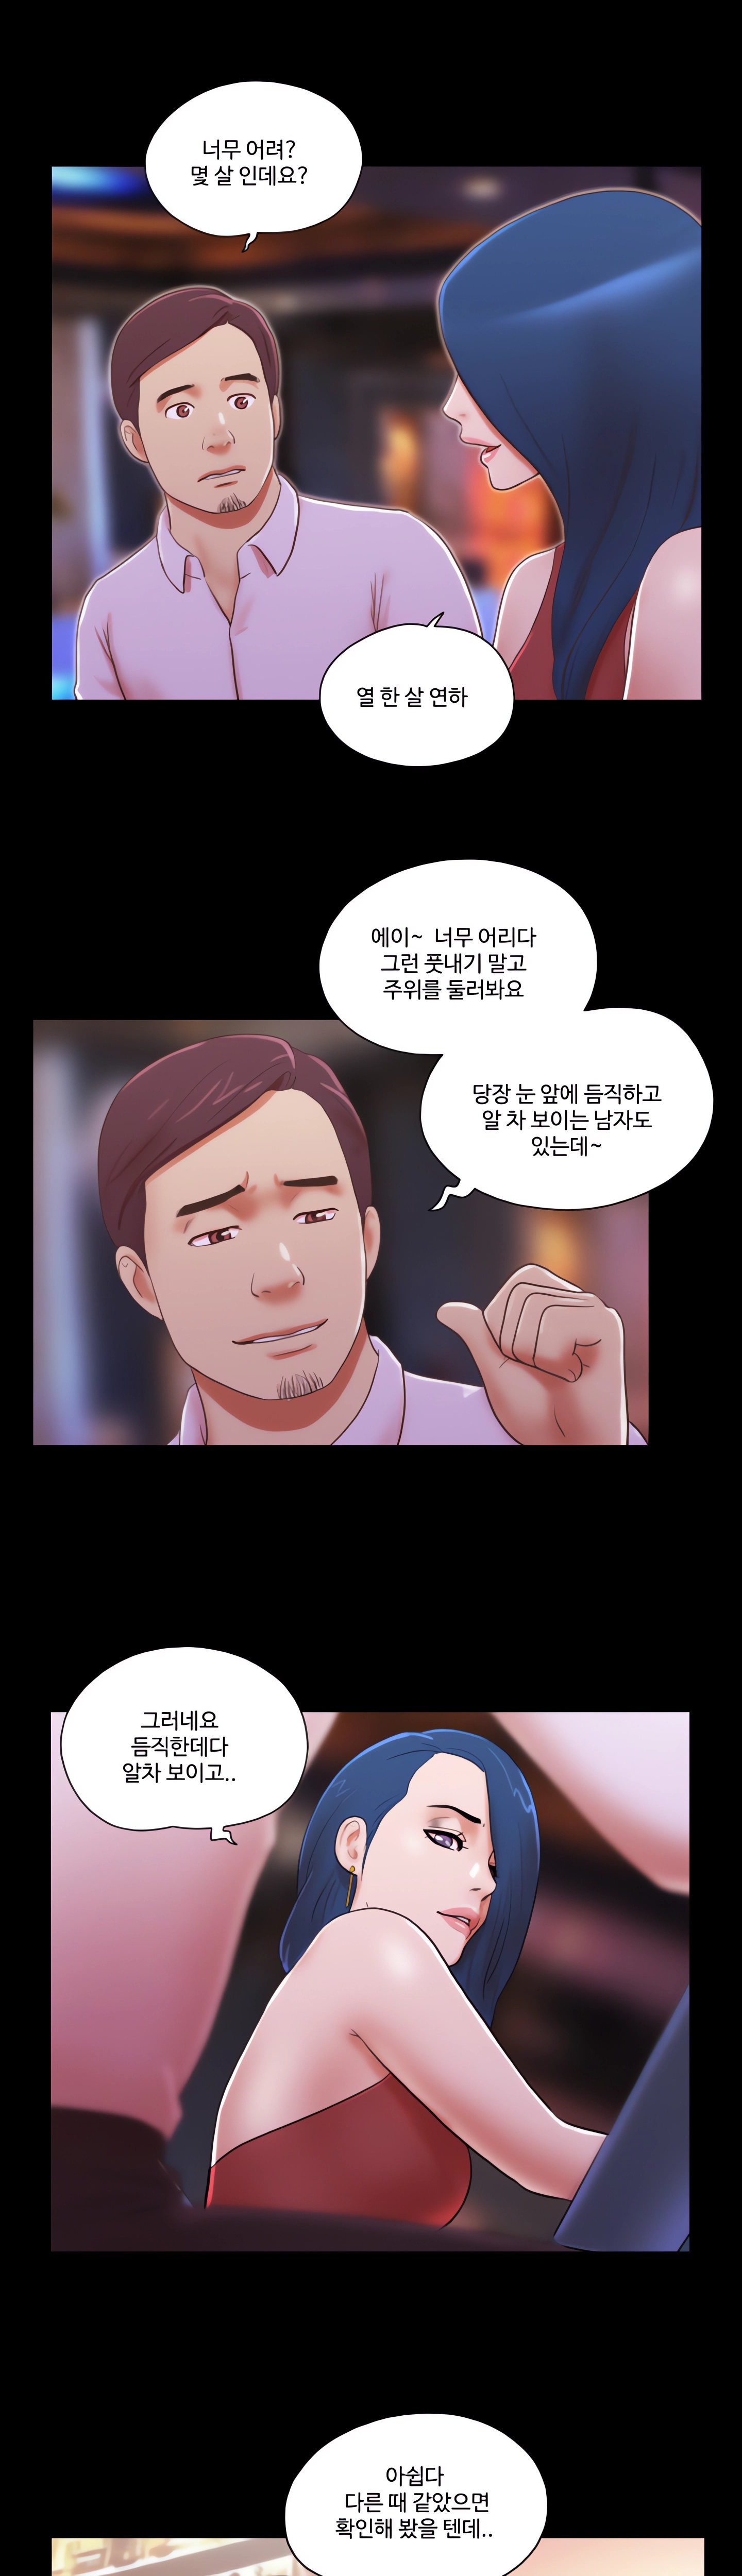 너무 어려?
몇 살 인데요?
열 한 살 연하
에이~ 너무 어리다
그런 풋내기 말고
주위를 둘러봐요
당장 눈 앞에 듬직하고
알 차 보이는 남자도
있는데~
그러네요
듬직한데다
알차 보이고..
아쉽다
다른 때 같았으면
확인해 봤을 텐데..